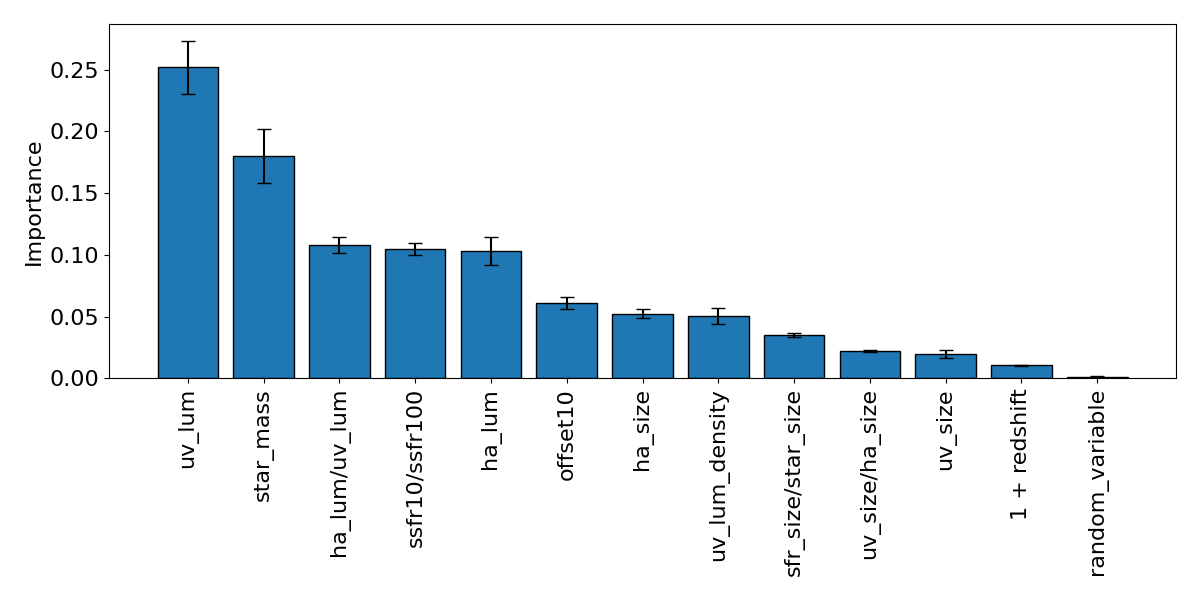 Importance
0.25
0.20
0.15
0.10
0.05
0.00
uv_lum
star_mass
ha_lum/uv_lum
ssfr10/ssfr100
ha_lum
offset10
ha_size
uv_lum_density
sfr_size/star_size
uv_size/ha_size
uv_size
1 + redshift
random_variable